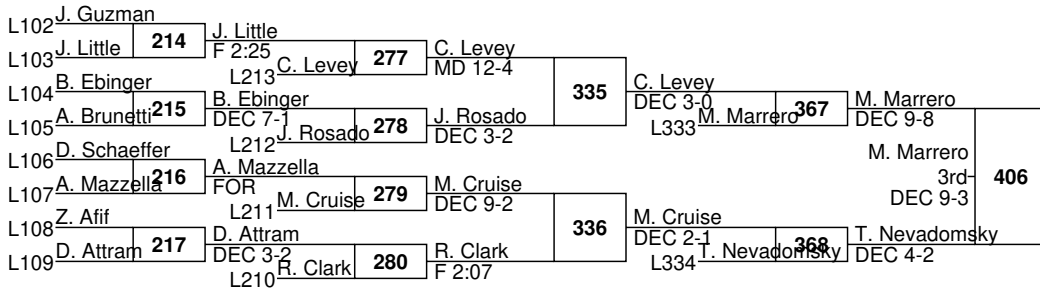 L102 J. Guzman
L103 J. Little
214
J. Little
F 2:25
L213 C. Levey
277
C. Levey
MD 12-4
L104 B. Ebinger
L105 A. Brunetti
215
B. Ebinger
DEC 7-1
L212 J. Rosado
278
J. Rosado
DEC 3-2
335
C. Levey
DEC 3-0
L333 M. Marrero
367
M. Marrero
DEC 9-8
L106 D. Schaeffer
L107 A. Mazzella
216
A. Mazzella
FOR
L211 M. Cruise
279
M. Cruise
DEC 9-2
L108 Z. Afif
L109 D. Attram
217
D. Attram
DEC 3-2
L210 R. Clark
280
R. Clark
F 2:07
336
M. Cruise
DEC 2-1
L334 T. Nevadomsky
368
T. Nevadomsky
DEC 4-2
M. Marrero
3rd
DEC 9-3
406